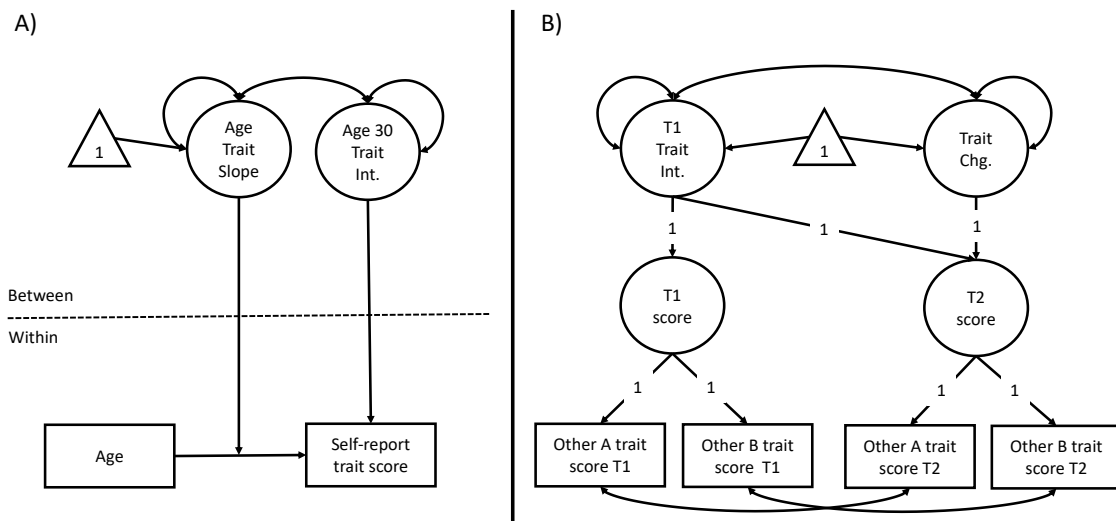 A)
1
Age
Trait
Slope
Age 30
Trait
Int.
Between
Within
Age
Self-report
trait score
B)
T1
Trait
Int.
1
Trait
Chg.
1
1
1
T1
score
T2
score
1
1
1
1
Other A trait
score T1
Other B trait
score T1
Other A trait
score T2
Other B trait
score T2